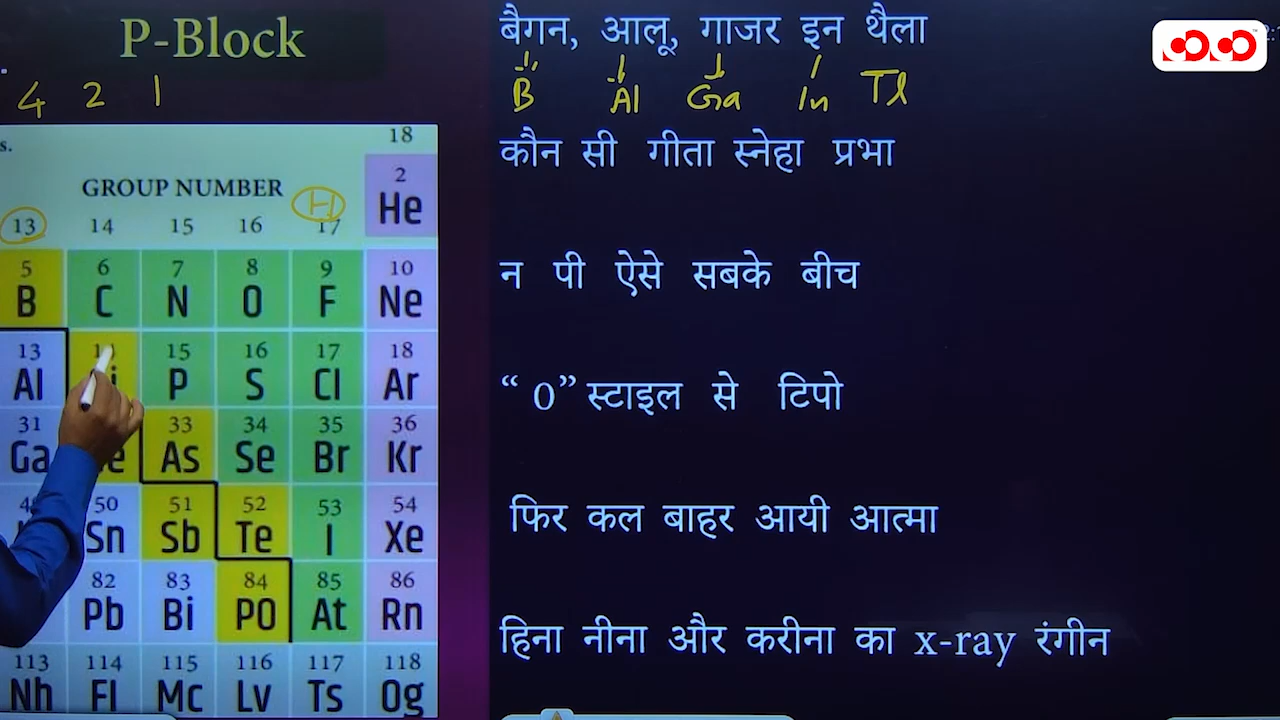 P-Block
4 2 1
s.
18
GROUP NUMBER
H
13 14 15 16 17
2
He
5 6 7 8 9 10
B C N O F Ne
13 15 16 17 18
Al P S Cl Ar
31 33 34 35 36
Ga As Se Br Kr
50 51 52 53 54
Sn Sb Te I Xe
82 83 84 85 86
Pb Bi PO At Rn
113 114 115 116 117 118
Nh Fl Mc Lv Ts Og
बैगन, आलू, गाजर इन थैला
B Al Ga In Tl
कौन सी गीता स्नेहा प्रभा
न पी ऐसे सबके बीच
“ O” स्टाइल से टिपो
फिर कल बाहर आयी आत्मा
हिना नीना और करीना का x-ray रंगीन